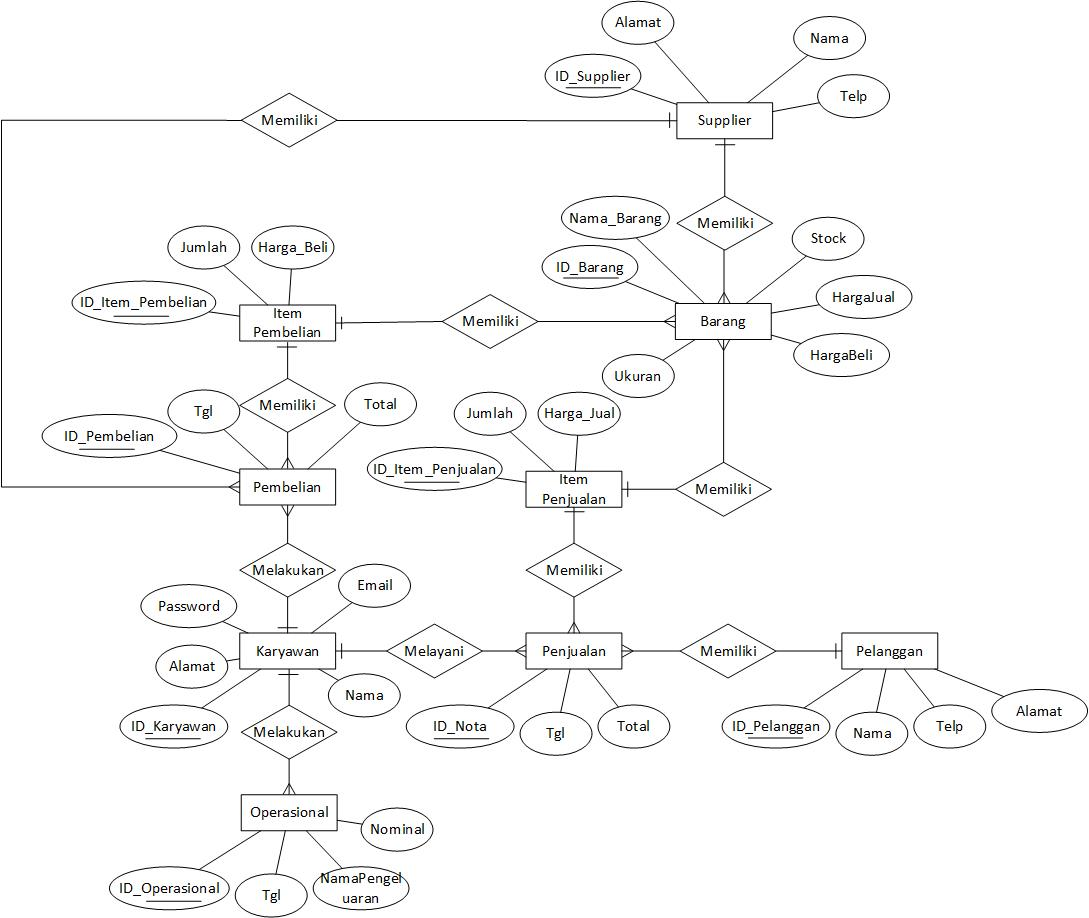 Alamat
Nama
ID_Supplier
Telp
Memiliki
Supplier
Nama_Barang
Memiliki
Stock
Jumlah
Harga_Beli
ID_Barang
ID_Item_Pembelian
HargaJual
Item
Pembelian
Memiliki
Barang
HargaBeli
Ukuran
Memiliki
Tgl
Total
Jumlah
Harga_Jual
ID_Pembelian
ID_Item_Penjualan
Pembelian
Item
Penjualan
Memiliki
Melakukan
Memiliki
Email
Password
Karyawan
Melayani
Penjualan
Memiliki
Pelanggan
Alamat
Nama
ID_Karyawan
Melakukan
ID_Nota
Tgl
Total
ID_Pelanggan
Nama
Telp
Alamat
Operasional
Nominal
ID_Operasional
Tgl
NamaPengel
uaran